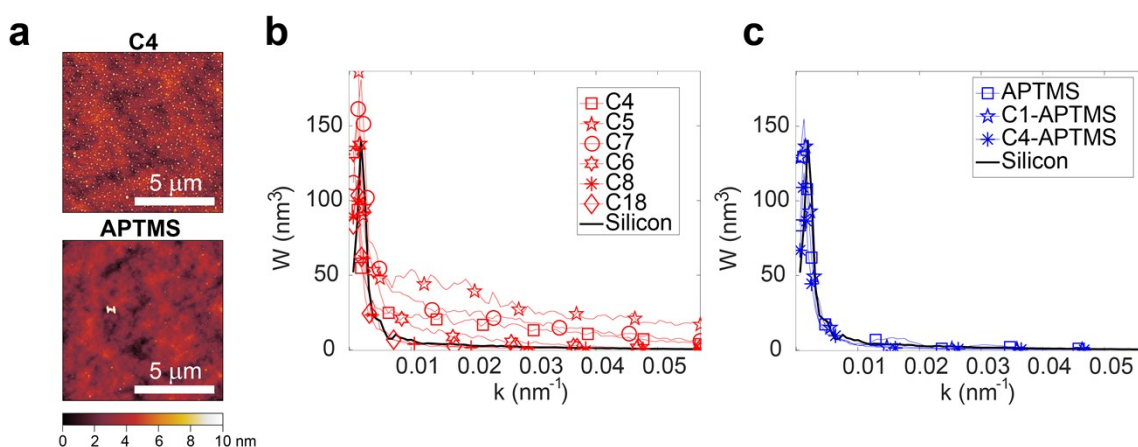 a
C4
5 μm
APTMS
5 μm
0 2 4 6 8 10 nm
b
W (nm³)
150
100
50
0
C4
C5
C7
C6
C8
C18
Silicon
0.01 0.02 0.03 0.04 0.05
k (nm⁻¹)
c
W (nm³)
150
100
50
0
APTMS
C1-APTMS
C4-APTMS
Silicon
0.01 0.02 0.03 0.04 0.05
k (nm⁻¹)